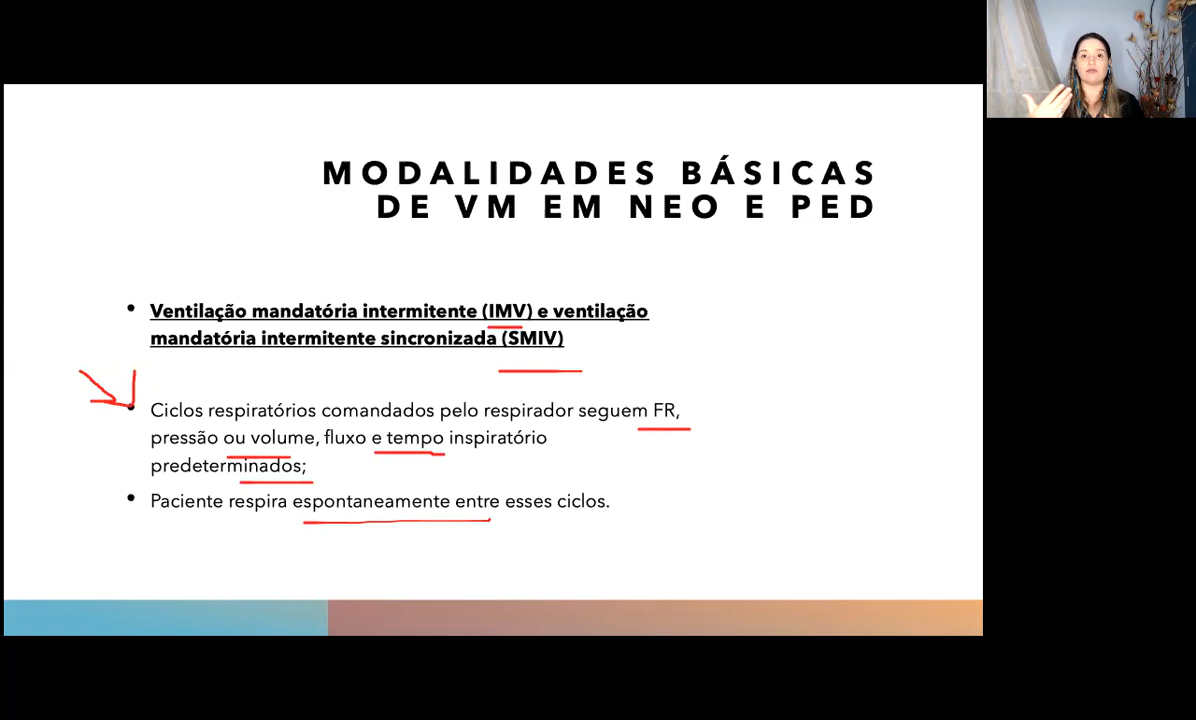 MODALIDADES BÁSICAS
DE VM EM NEO E PED
• Ventilação mandatória intermitente (IMV) e ventilação
mandatória intermitente sincronizada (SMIV)
• Ciclos respiratórios comandados pelo respirador seguem FR,
pressão ou volume, fluxo e tempo inspiratório
predeterminados;
• Paciente respira espontaneamente entre esses ciclos.